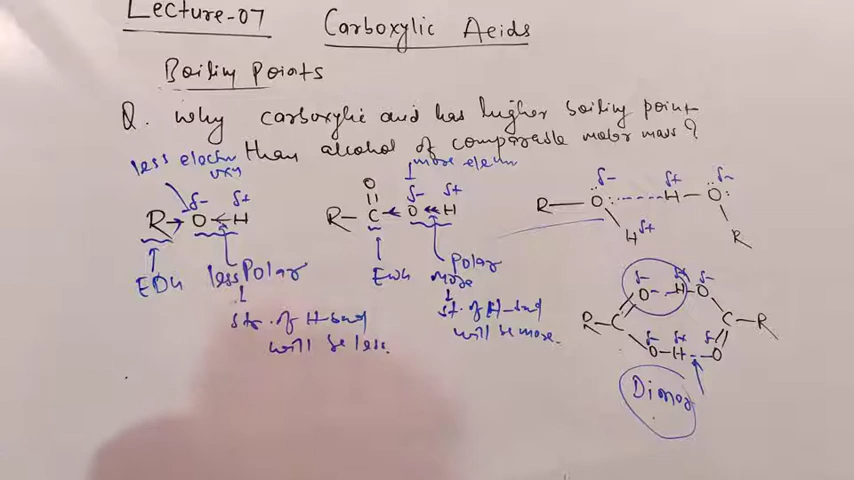 Lecture-07
Carboxylic Acids
Boiling Points
Q. Why carboxylic acid has higher boiling point
than alcohol of comparable molar mass?
less electro
more electro
δ- δ+
R→O←H
EDG
less Polar
↓
Str. of H-bond
will be less.
O
||
δ- δ+
R-C←O←H
EWG
Polar
more
↓
St. of H-bond
will be more.
δ- δ+ δ-
R-O:-----H-O:
Hδ+
R
δ- δ+ δ-
O---H-O
R-C
C-R
δ- δ+ δ-
O-H---O
Dimer